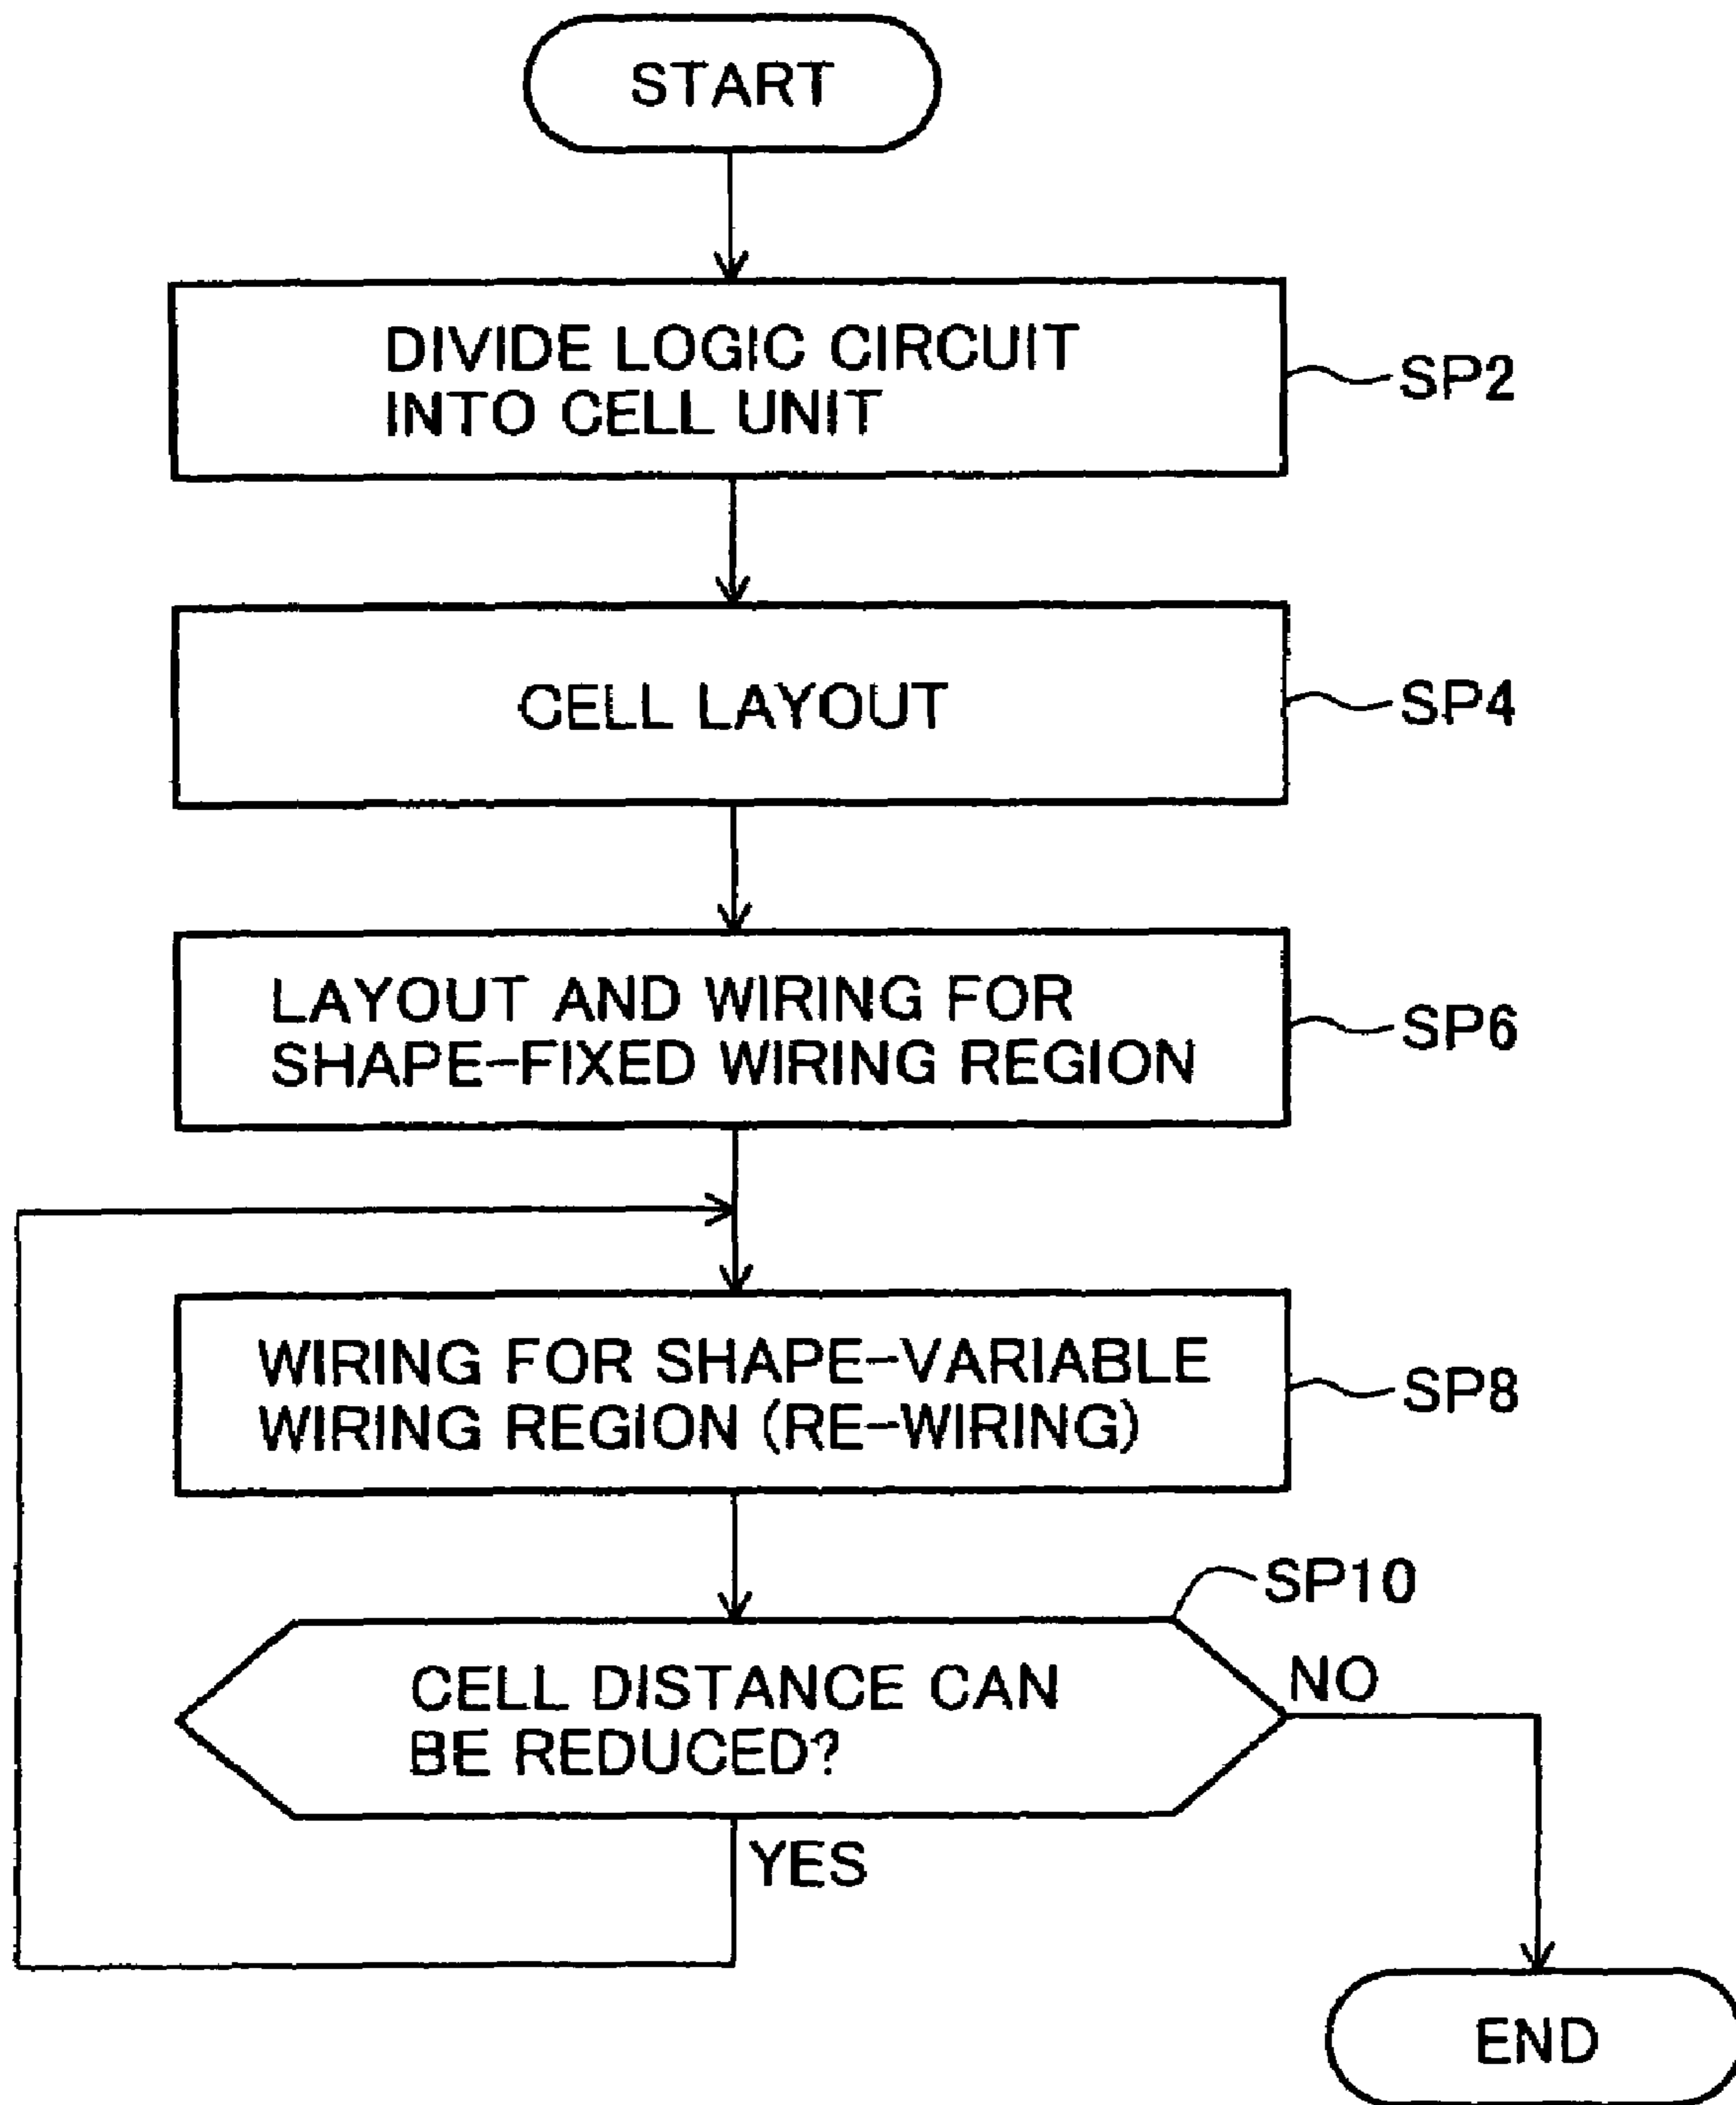 START
DIVIDE LOGIC CIRCUIT
INTO CELL UNIT
SP2
CELL LAYOUT
SP4
LAYOUT AND WIRING FOR
SHAPE-FIXED WIRING REGION
SP6
WIRING FOR SHAPE-VARIABLE
WIRING REGION (RE-WIRING)
SP8
SP10
CELL DISTANCE CAN
BE REDUCED?
NO
YES
END